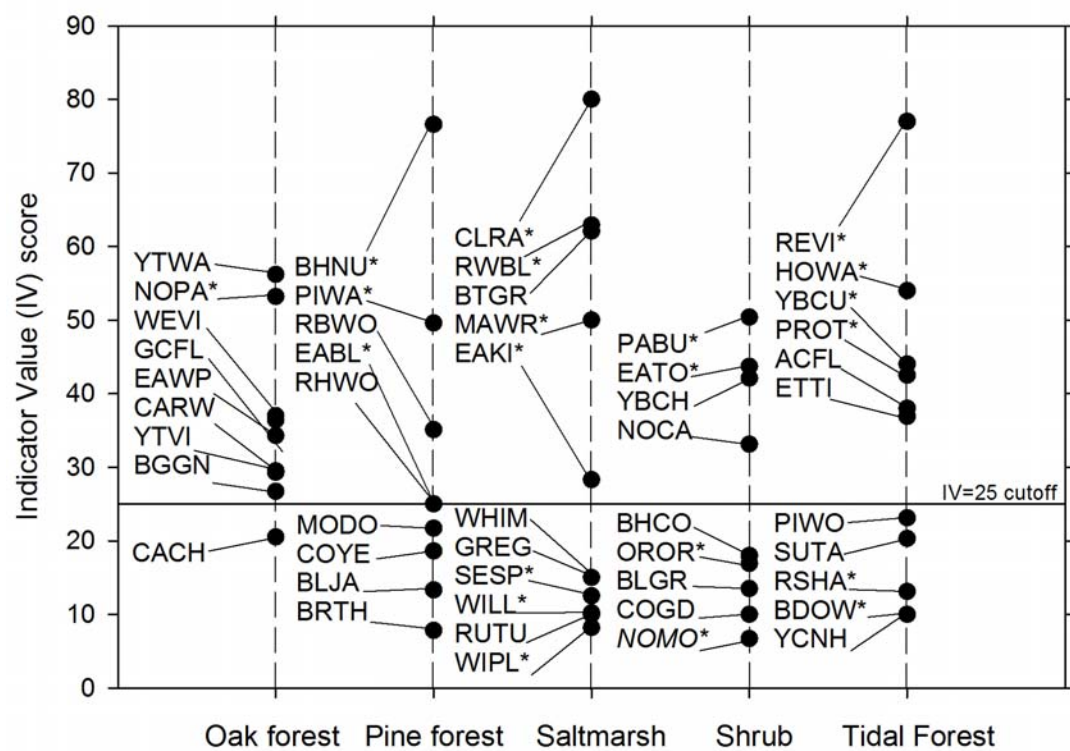 Indicator Value (IV) score
90
80
70
60
50
40
30
20
10
0
YTWA
NOPA*
WEVI
GCFL
EAWP
CARW
YTVI
BGGN
CACH
BHNU*
PIWA*
RBWO
EABL*
RHWO
MODO
COYE
BLJA
BRTH
CLRA*
RWBL*
BTGR
MAWR*
EAKI*
WHIM
GREG
SESP*
WILL*
RUTU
WIPL*
PABU*
EATO*
YBCH
NOCA
BHCO
OROR*
BLGR
COGD
NOMO*
REVI*
HOWA*
YBCU*
PROT*
ACFL
ETTI
IV=25 cutoff
PIWO
SUTA
RSHA*
BDOW*
YCNH
Oak forest
Pine forest
Saltmarsh
Shrub
Tidal Forest